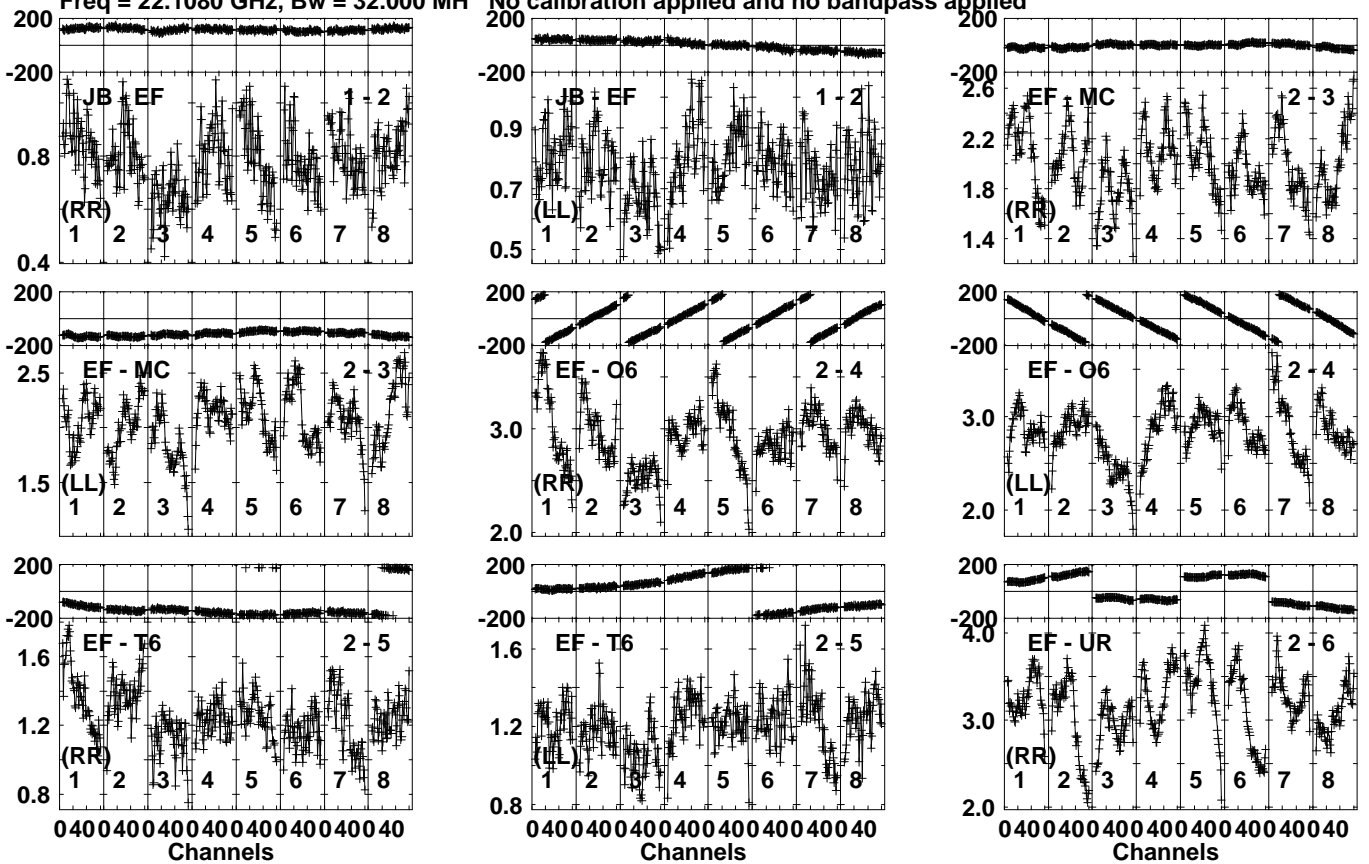 Freq = 22.1080 GHz, Bw = 32.000 MH No calibration applied and no bandpass applied
200
-200
JB - EF 1 - 2
0.8
0.4
(RR)
1 2 3 4 5 6 7 8
200
-200
JB - EF 1 - 2
0.9
0.7
0.5
(LL)
1 2 3 4 5 6 7 8
200
-200
EF - MC 2 - 3
2.6
2.2
1.8
1.4
(RR)
1 2 3 4 5 6 7 8
200
-200
EF - MC 2 - 3
2.5
1.5
(LL)
1 2 3 4 5 6 7 8
200
-200
EF - O6 2 - 4
3.0
2.0
(RR)
1 2 3 4 5 6 7 8
200
-200
EF - O6 2 - 4
3.0
2.0
(LL)
1 2 3 4 5 6 7 8
200
-200
EF - T6 2 - 5
1.6
1.2
0.8
(RR)
1 2 3 4 5 6 7 8
0 40 0 40 0 40 0 40 0 40 0 40 0 40 0 40
Channels
200
-200
EF - T6 2 - 5
1.6
1.2
0.8
(LL)
1 2 3 4 5 6 7 8
0 40 0 40 0 40 0 40 0 40 0 40 0 40 0 40
Channels
200
-200
EF - UR 2 - 6
4.0
3.0
2.0
(RR)
1 2 3 4 5 6 7 8
0 40 0 40 0 40 0 40 0 40 0 40 0 40 0 40
Channels